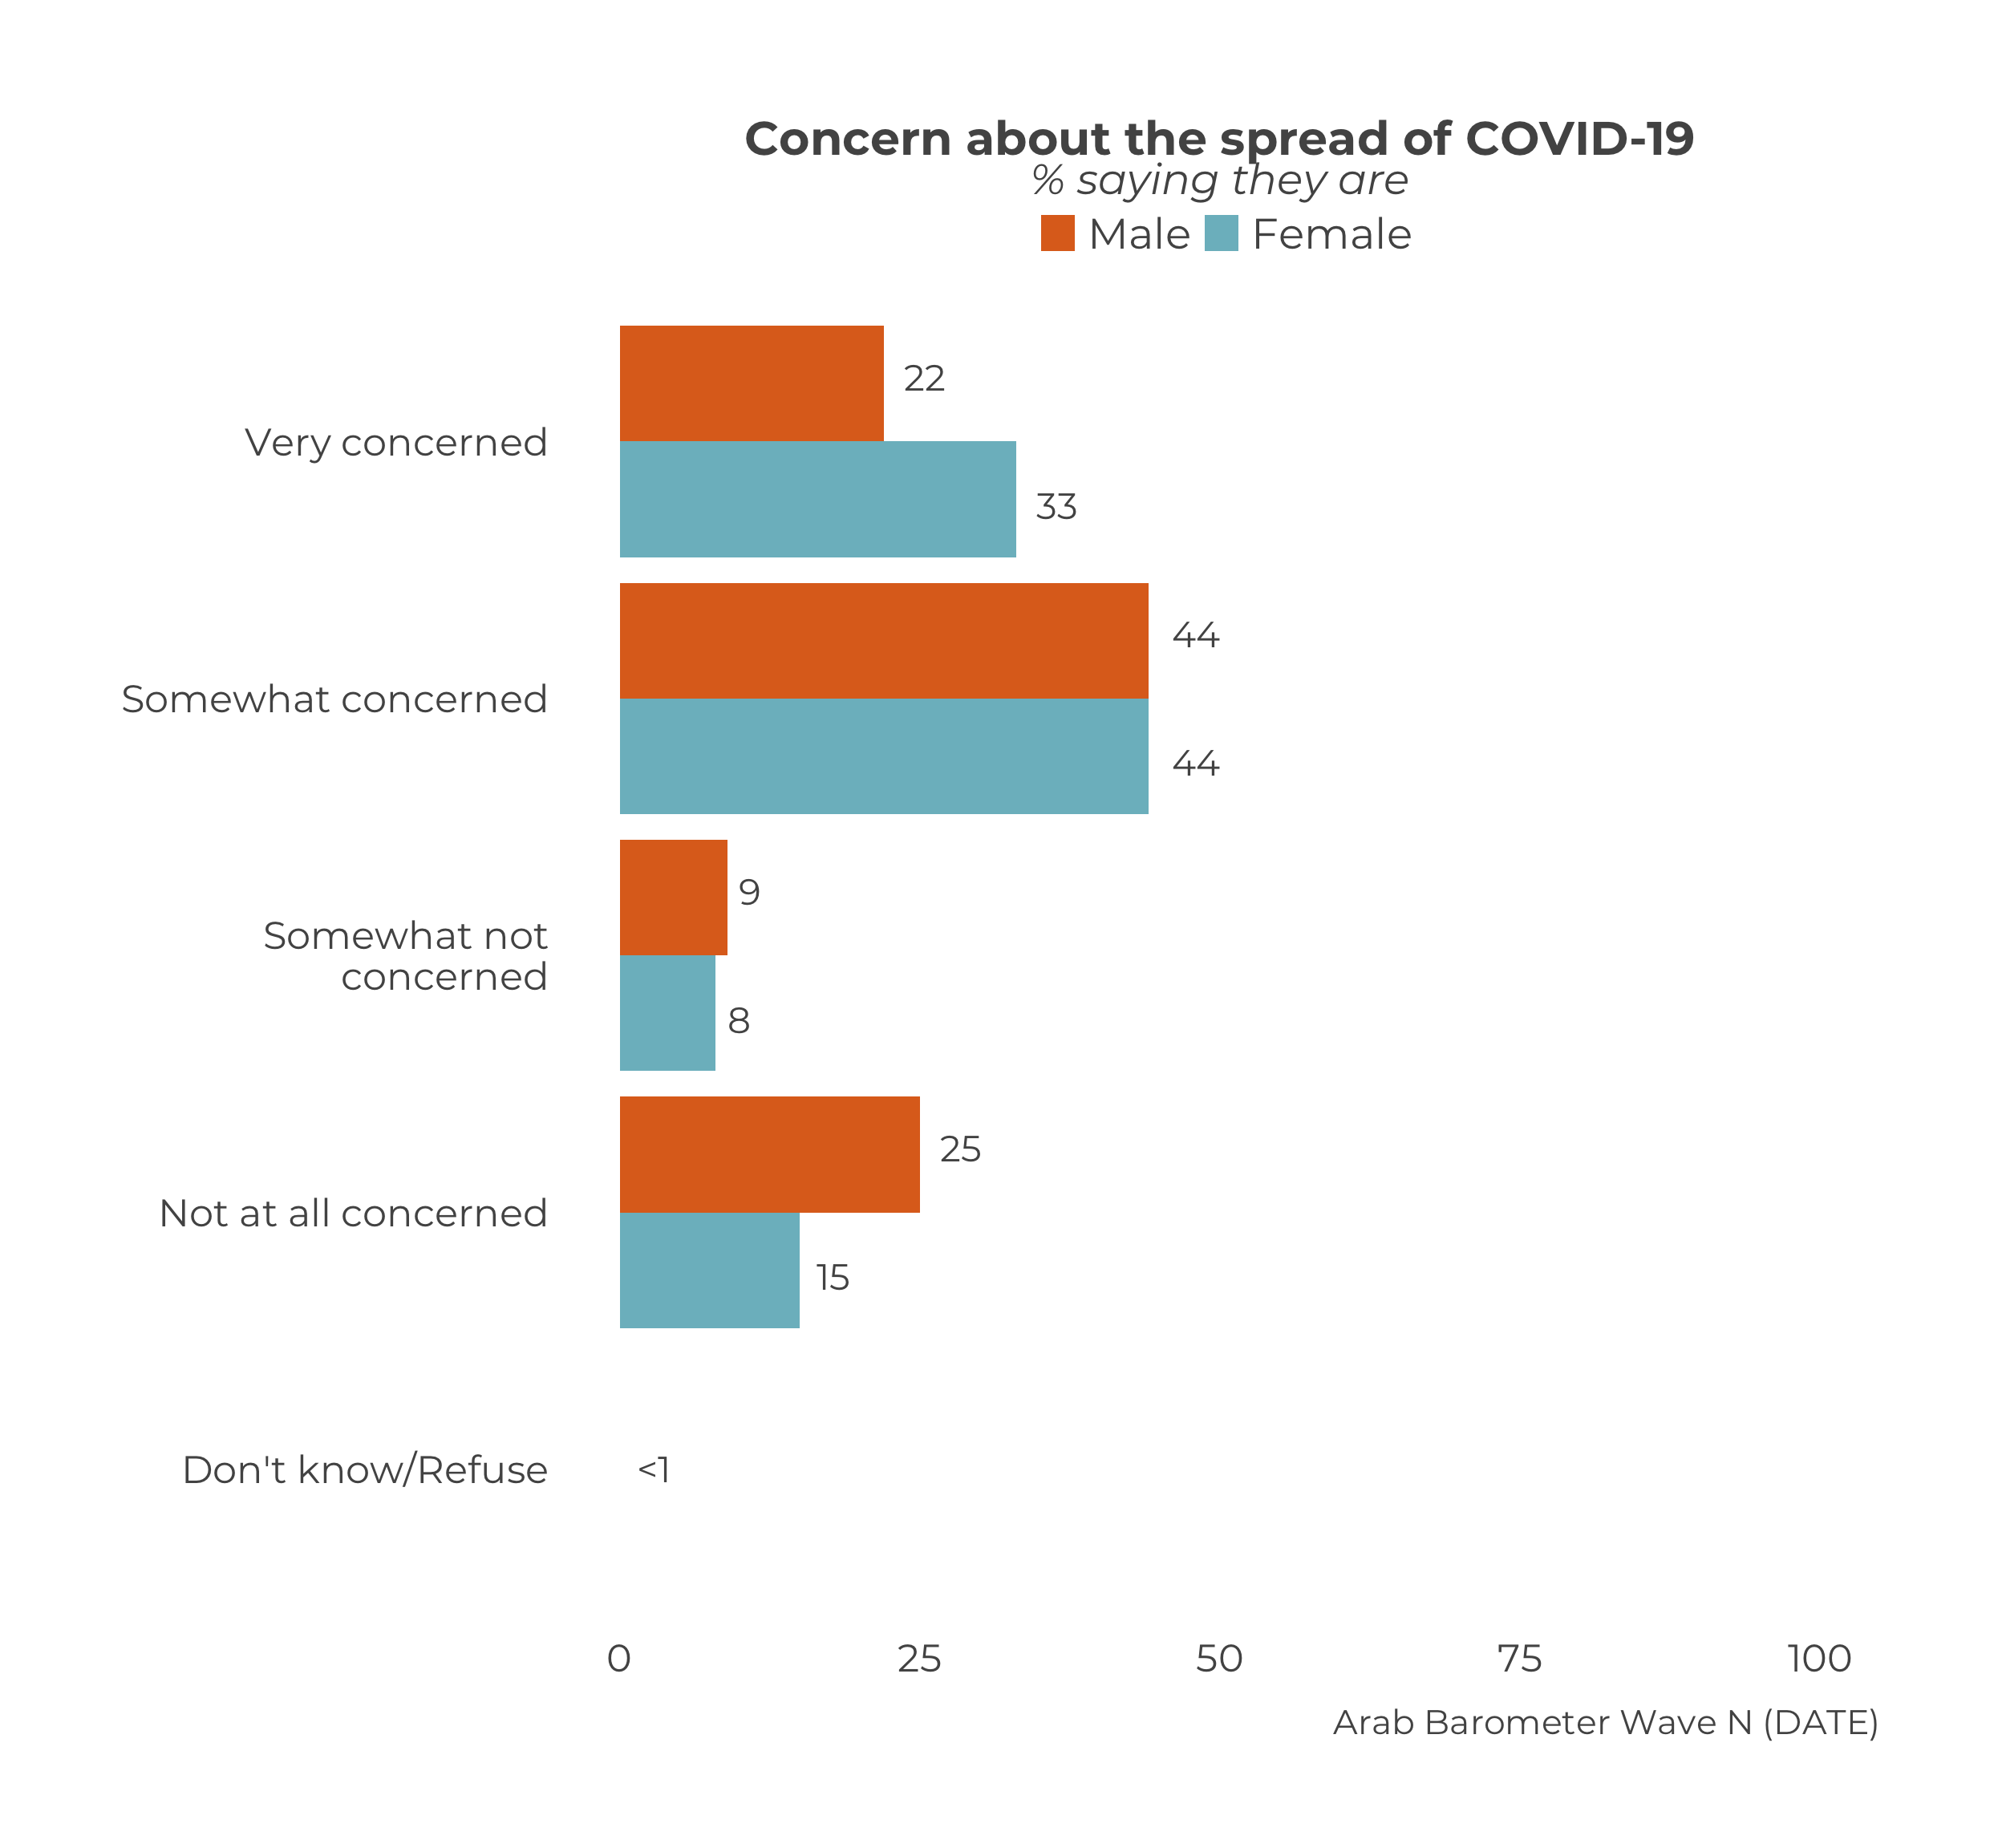 Concern about the spread of COVID-19
% saying they are
Male Female
Very concerned
22
33
Somewhat concerned
44
44
Somewhat not
concerned
9
8
Not at all concerned
25
15
Don't know/Refuse
<1
0 25 50 75 100
Arab Barometer Wave N (DATE)